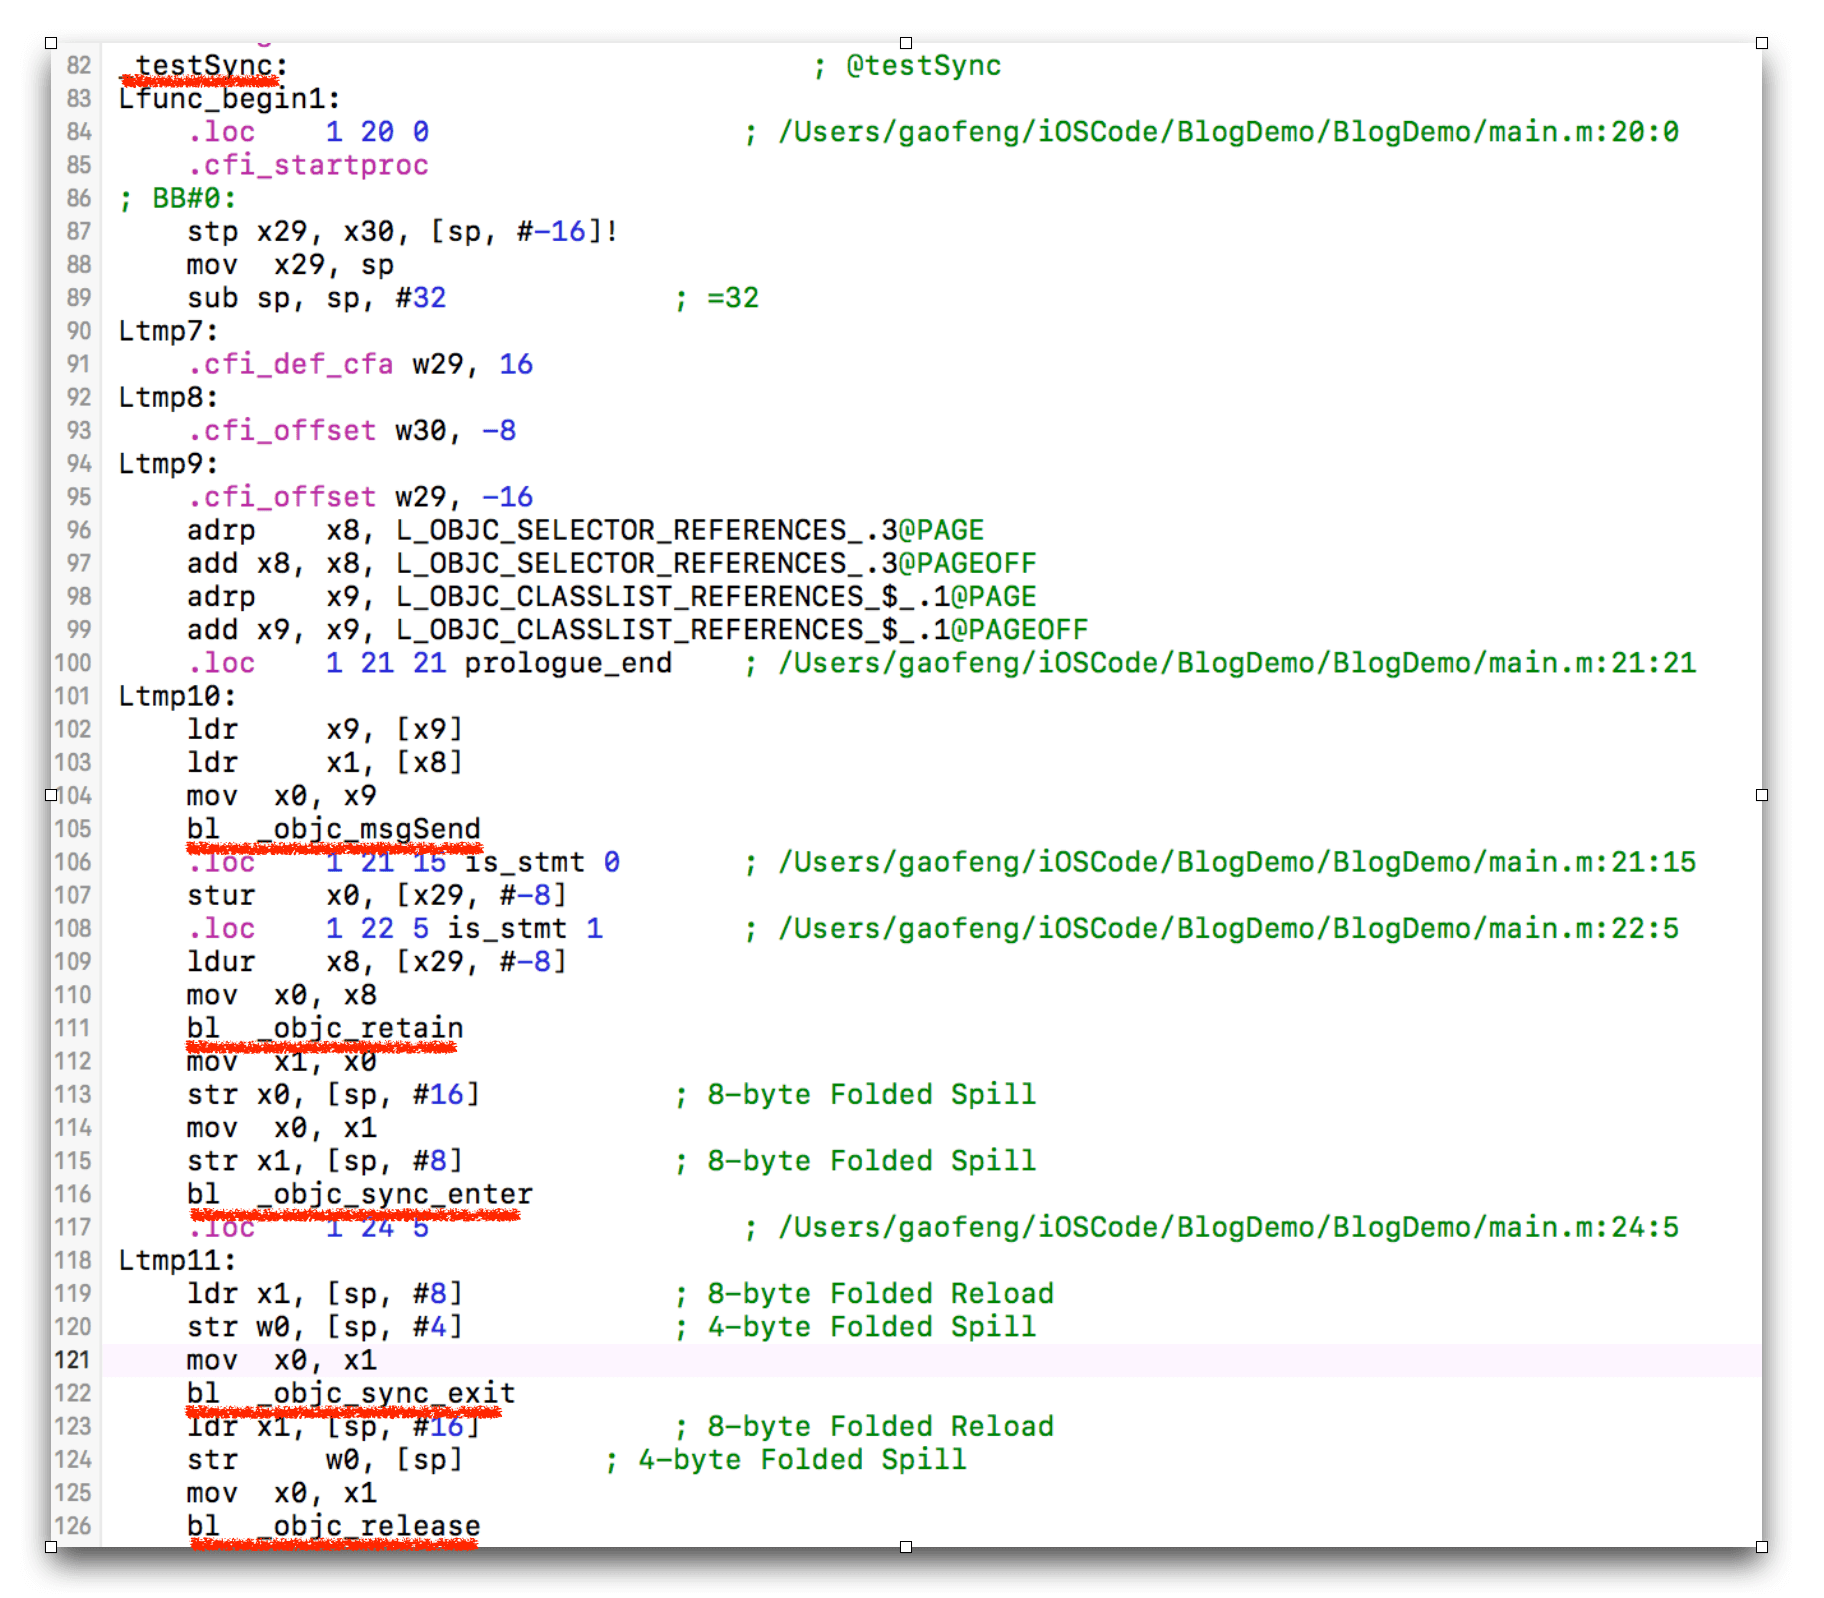 82 _testSync: ; @testSync
83 Lfunc_begin1:
84 .loc 1 20 0 ; /Users/gaofeng/iOSCode/BlogDemo/BlogDemo/main.m:20:0
85 .cfi_startproc
86 ; BB#0:
87 stp x29, x30, [sp, #-16]!
88 mov x29, sp
89 sub sp, sp, #32 ; =32
90 Ltmp7:
91 .cfi_def_cfa w29, 16
92 Ltmp8:
93 .cfi_offset w30, -8
94 Ltmp9:
95 .cfi_offset w29, -16
96 adrp x8, L_OBJC_SELECTOR_REFERENCES_.3@PAGE
97 add x8, x8, L_OBJC_SELECTOR_REFERENCES_.3@PAGEOFF
98 adrp x9, L_OBJC_CLASSLIST_REFERENCES_$_.1@PAGE
99 add x9, x9, L_OBJC_CLASSLIST_REFERENCES_$_.1@PAGEOFF
100 .loc 1 21 21 prologue_end ; /Users/gaofeng/iOSCode/BlogDemo/BlogDemo/main.m:21:21
101 Ltmp10:
102 ldr x9, [x9]
103 ldr x1, [x8]
104 mov x0, x9
105 bl _objc_msgSend
106 .loc 1 21 15 is_stmt 0 ; /Users/gaofeng/iOSCode/BlogDemo/BlogDemo/main.m:21:15
107 stur x0, [x29, #-8]
108 .loc 1 22 5 is_stmt 1 ; /Users/gaofeng/iOSCode/BlogDemo/BlogDemo/main.m:22:5
109 ldur x8, [x29, #-8]
110 mov x0, x8
111 bl _objc_retain
112 mov x1, x0
113 str x0, [sp, #16] ; 8-byte Folded Spill
114 mov x0, x1
115 str x1, [sp, #8] ; 8-byte Folded Spill
116 bl _objc_sync_enter
117 .loc 1 24 5 ; /Users/gaofeng/iOSCode/BlogDemo/BlogDemo/main.m:24:5
118 Ltmp11:
119 ldr x1, [sp, #8] ; 8-byte Folded Reload
120 str w0, [sp, #4] ; 4-byte Folded Spill
121 mov x0, x1
122 bl _objc_sync_exit
123 ldr x1, [sp, #16] ; 8-byte Folded Reload
124 str w0, [sp] ; 4-byte Folded Spill
125 mov x0, x1
126 bl _objc_release